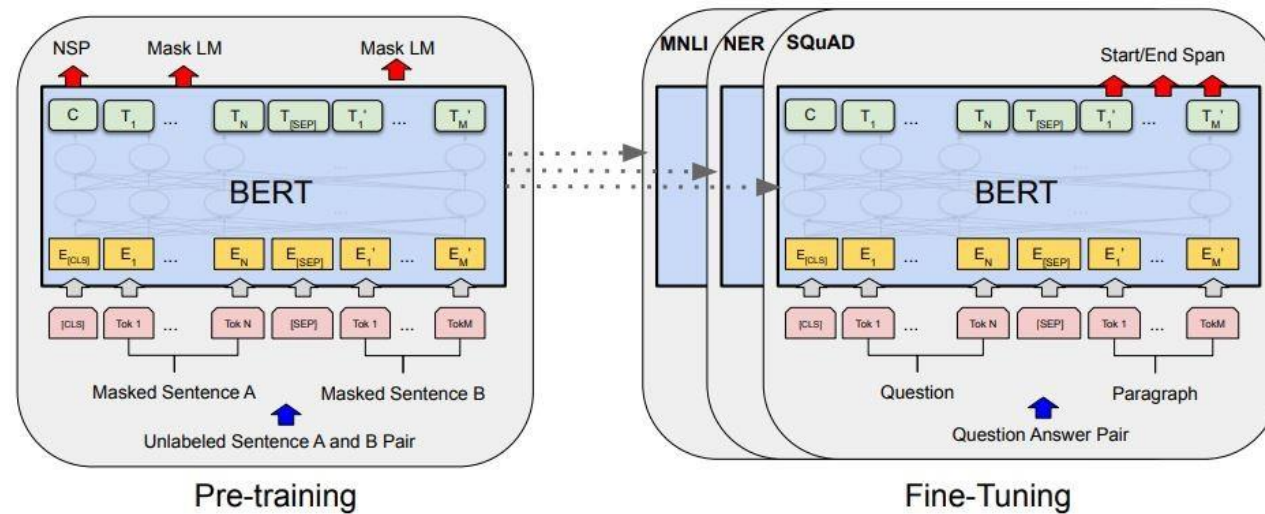 NSP Mask LM Mask LM
C T1 ... TN T[SEP] T1' ... TM'
BERT
E[CLS] E1 ... EN E[SEP] E1' ... EM'
[CLS] Tok 1 ... Tok N [SEP] Tok 1 ... TokM
Masked Sentence A Masked Sentence B
Unlabeled Sentence A and B Pair
Pre-training
MNLI NER SQuAD
Start/End Span
C T1 ... TN T[SEP] T1' ... TM'
BERT
E[CLS] E1 ... EN E[SEP] E1' ... EM'
[CLS] Tok 1 ... Tok N [SEP] Tok 1 ... TokM
Question Paragraph
Question Answer Pair
Fine-Tuning